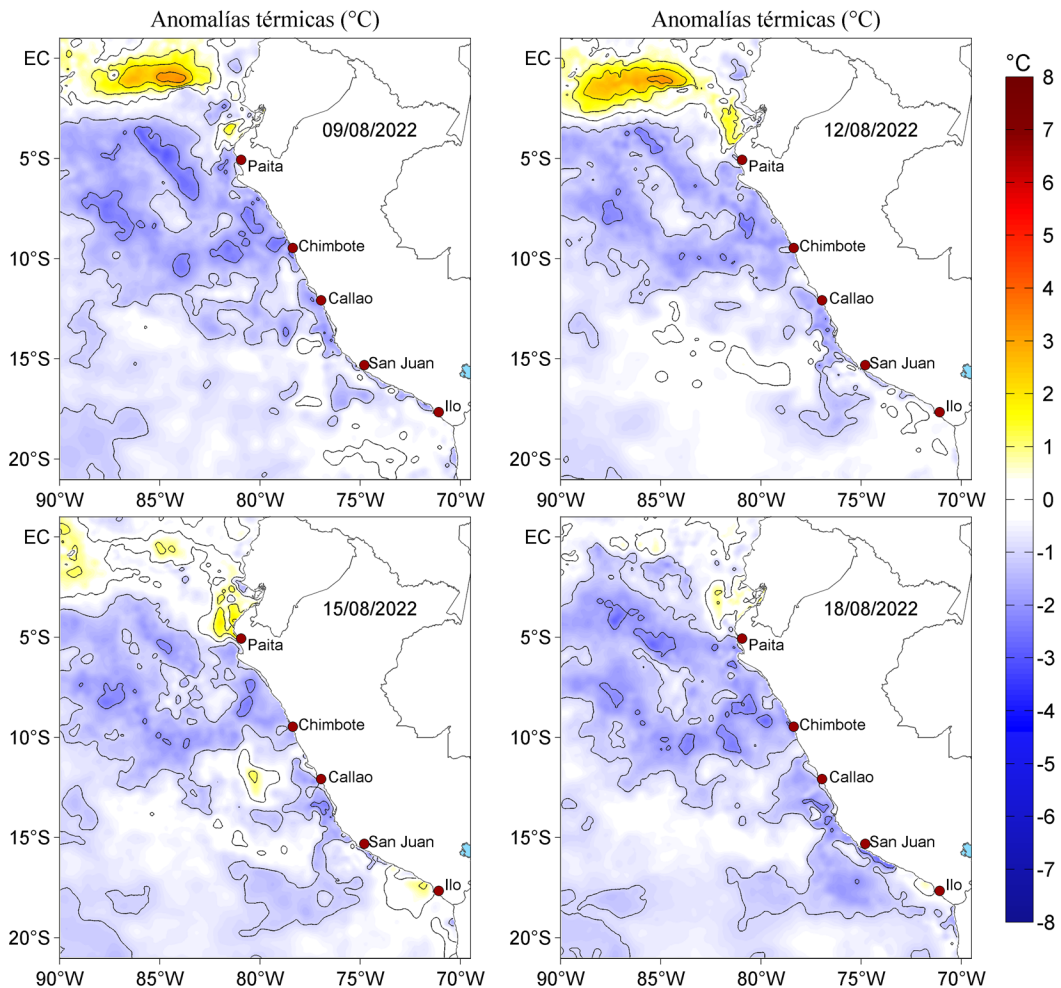 Anomalías térmicas (°C)
Anomalías térmicas (°C)
EC
5°S
10°S
15°S
20°S
90°W
85°W
80°W
75°W
70°W
09/08/2022
Paita
Chimbote
Callao
San Juan
Ilo
EC
5°S
10°S
15°S
20°S
90°W
85°W
80°W
75°W
70°W
12/08/2022
Paita
Chimbote
Callao
San Juan
Ilo
°C
8
7
6
5
4
3
2
1
0
-1
-2
-3
-4
-5
-6
-7
-8
EC
5°S
10°S
15°S
20°S
90°W
85°W
80°W
75°W
70°W
15/08/2022
Paita
Chimbote
Callao
San Juan
Ilo
EC
5°S
10°S
15°S
20°S
90°W
85°W
80°W
75°W
70°W
18/08/2022
Paita
Chimbote
Callao
San Juan
Ilo